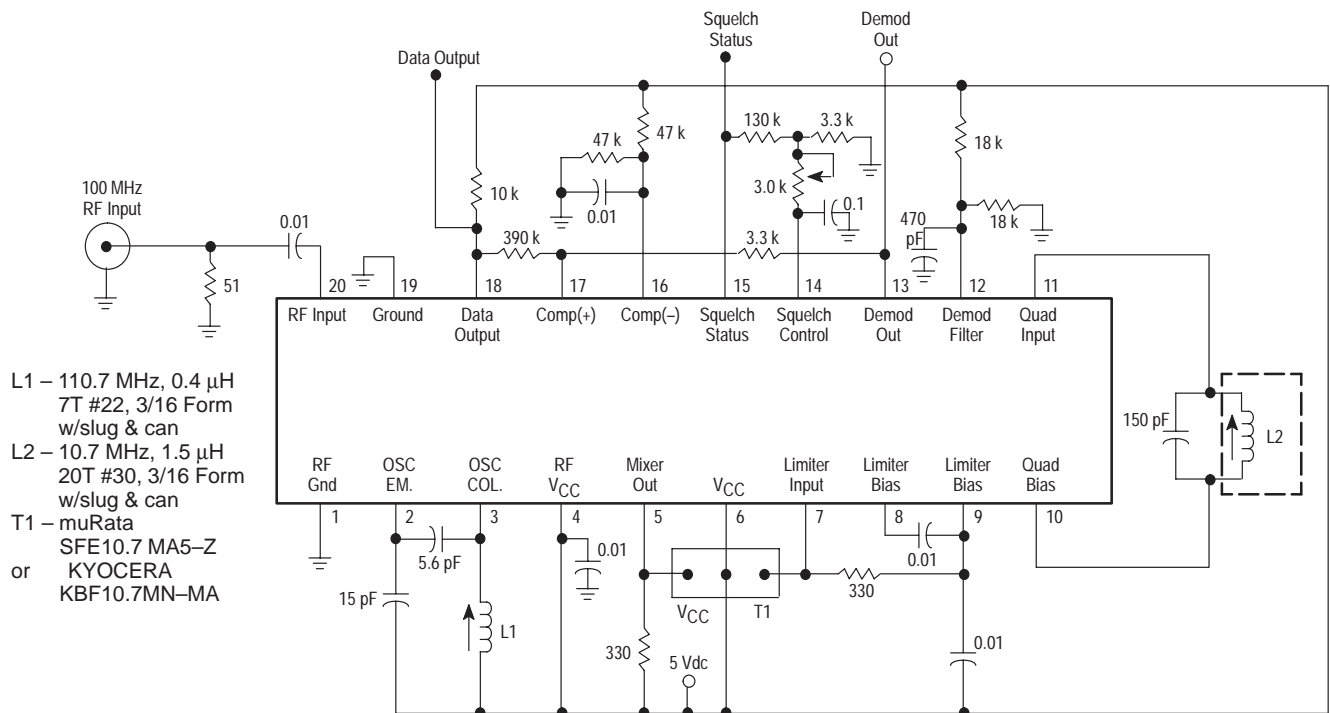 Squelch
Status
Demod
Out
Data Output
130 k
3.3 k
47 k
47 k
18 k
100 MHz
RF Input
10 k
3.0 k
0.01
0.01
0.1
470
pF
18 k
390 k
3.3 k
51
20
19
18
17
16
15
14
13
12
11
RF Input
Ground
Data
Output
Comp(+)
Comp(–)
Squelch
Status
Squelch
Control
Demod
Out
Demod
Filter
Quad
Input
L1 – 110.7 MHz, 0.4 μH
7T #22, 3/16 Form
w/slug & can
L2 – 10.7 MHz, 1.5 μH
20T #30, 3/16 Form
w/slug & can
T1 – muRata
SFE10.7 MA5–Z
or KYOCERA
KBF10.7MN–MA
150 pF
L2
RF
Gnd
OSC
EM.
OSC
COL.
RF
VCC
Mixer
Out
VCC
Limiter
Input
Limiter
Bias
Limiter
Bias
Quad
Bias
1
2
3
4
5
6
7
8
9
10
5.6 pF
0.01
0.01
15 pF
L1
VCC
T1
330
330
5 Vdc
0.01